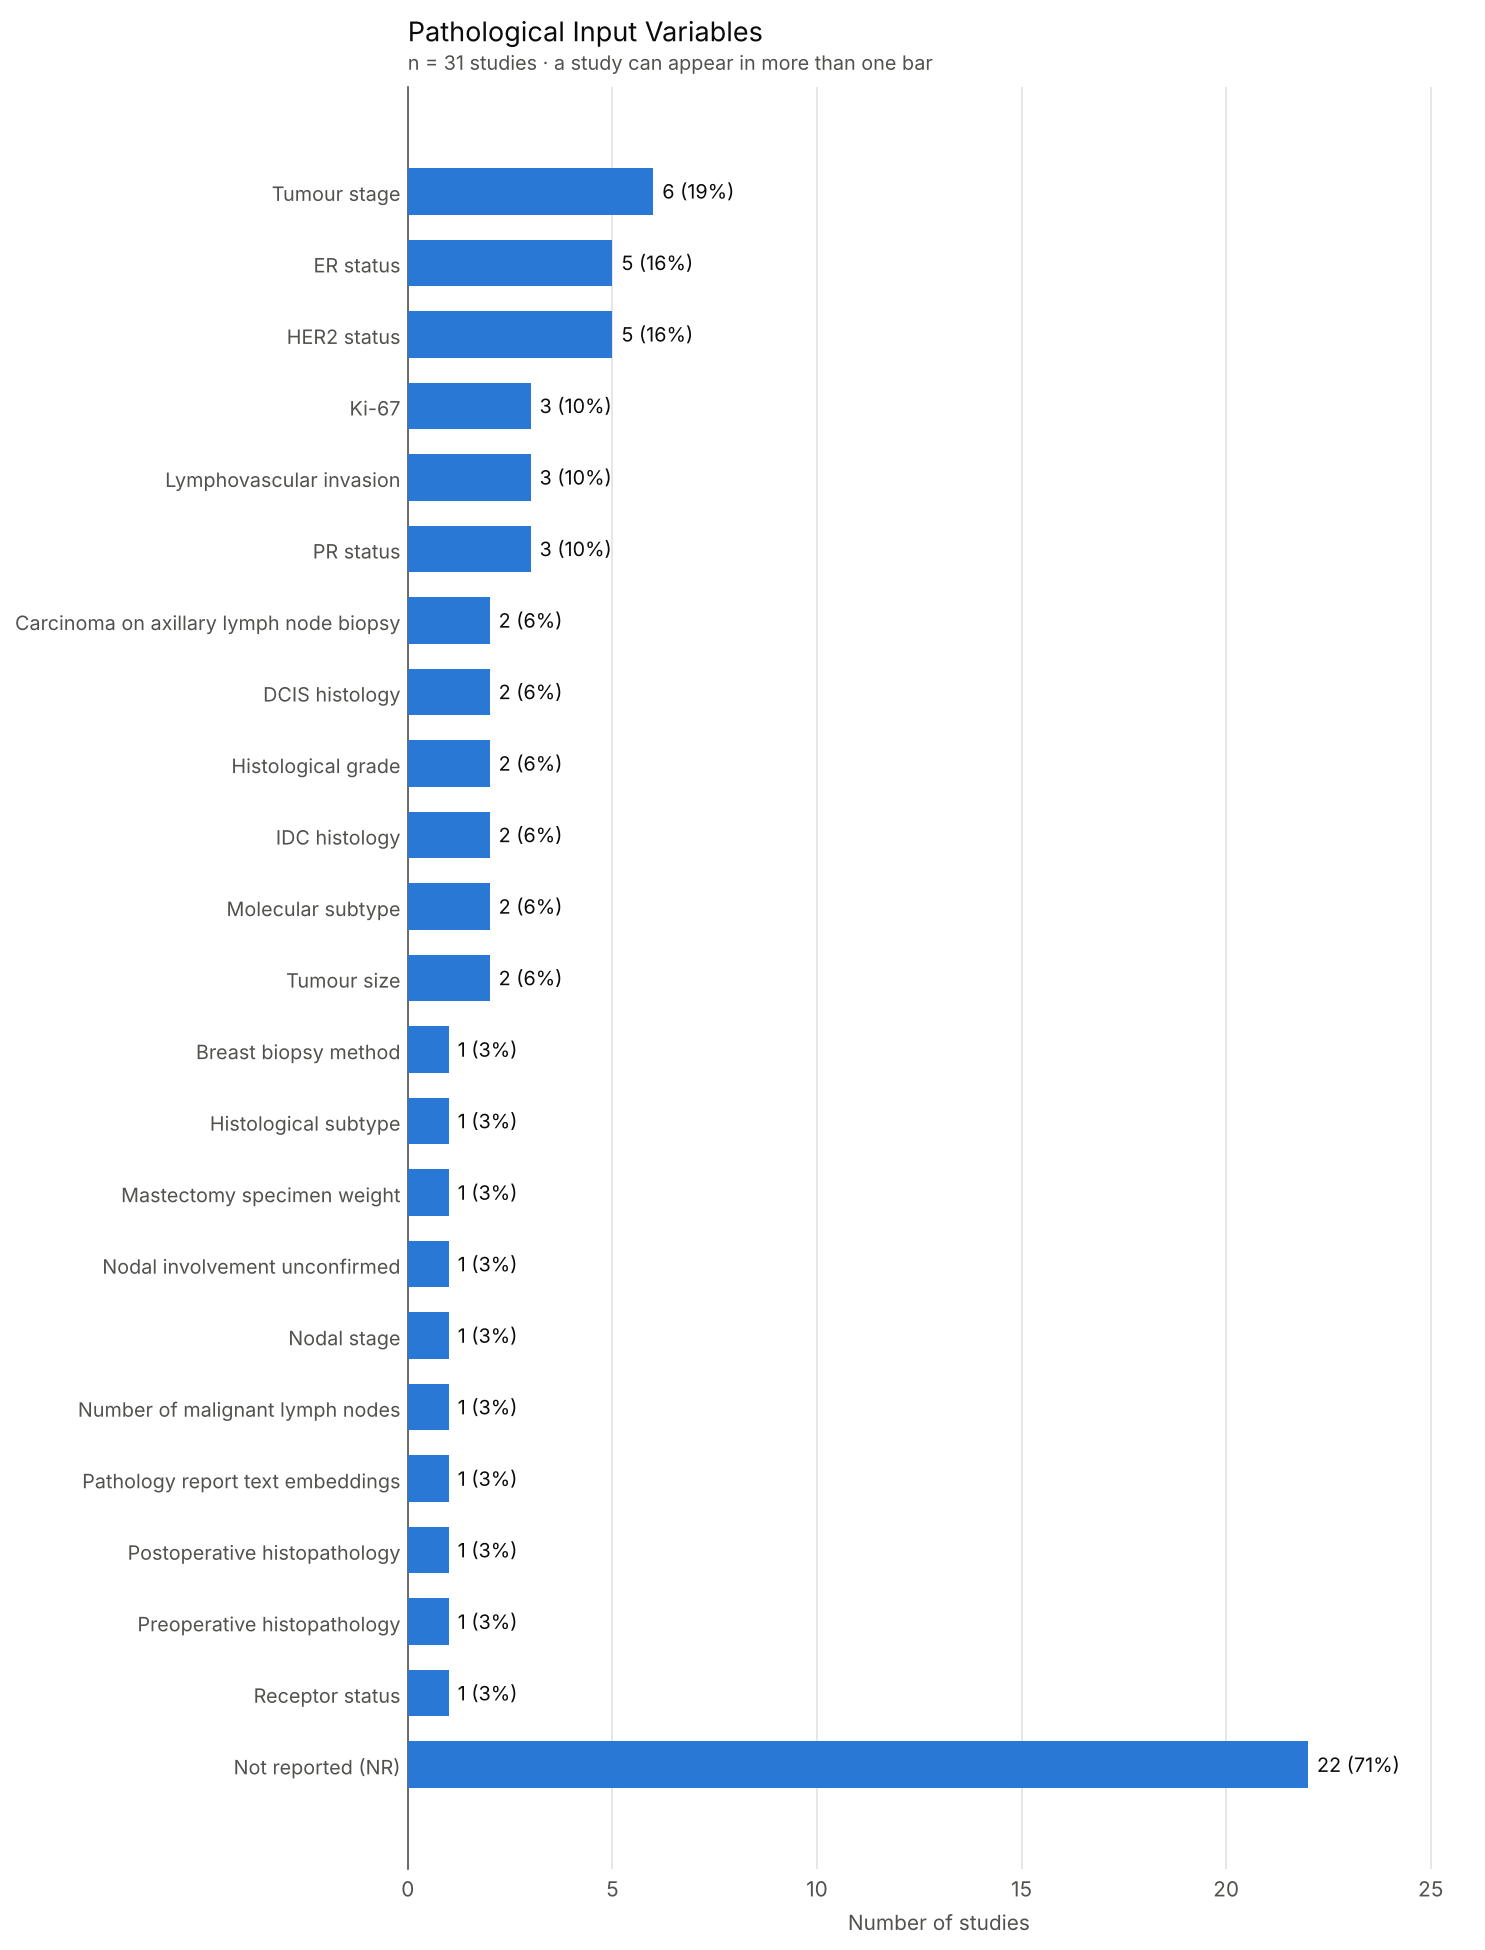 Pathological Input Variables
n = 31 studies · a study can appear in more than one bar
Tumour stage 6 (19%)
ER status 5 (16%)
HER2 status 5 (16%)
Ki-67 3 (10%)
Lymphovascular invasion 3 (10%)
PR status 3 (10%)
Carcinoma on axillary lymph node biopsy 2 (6%)
DCIS histology 2 (6%)
Histological grade 2 (6%)
IDC histology 2 (6%)
Molecular subtype 2 (6%)
Tumour size 2 (6%)
Breast biopsy method 1 (3%)
Histological subtype 1 (3%)
Mastectomy specimen weight 1 (3%)
Nodal involvement unconfirmed 1 (3%)
Nodal stage 1 (3%)
Number of malignant lymph nodes 1 (3%)
Pathology report text embeddings 1 (3%)
Postoperative histopathology 1 (3%)
Preoperative histopathology 1 (3%)
Receptor status 1 (3%)
Not reported (NR) 22 (71%)
0 5 10 15 20 25
Number of studies